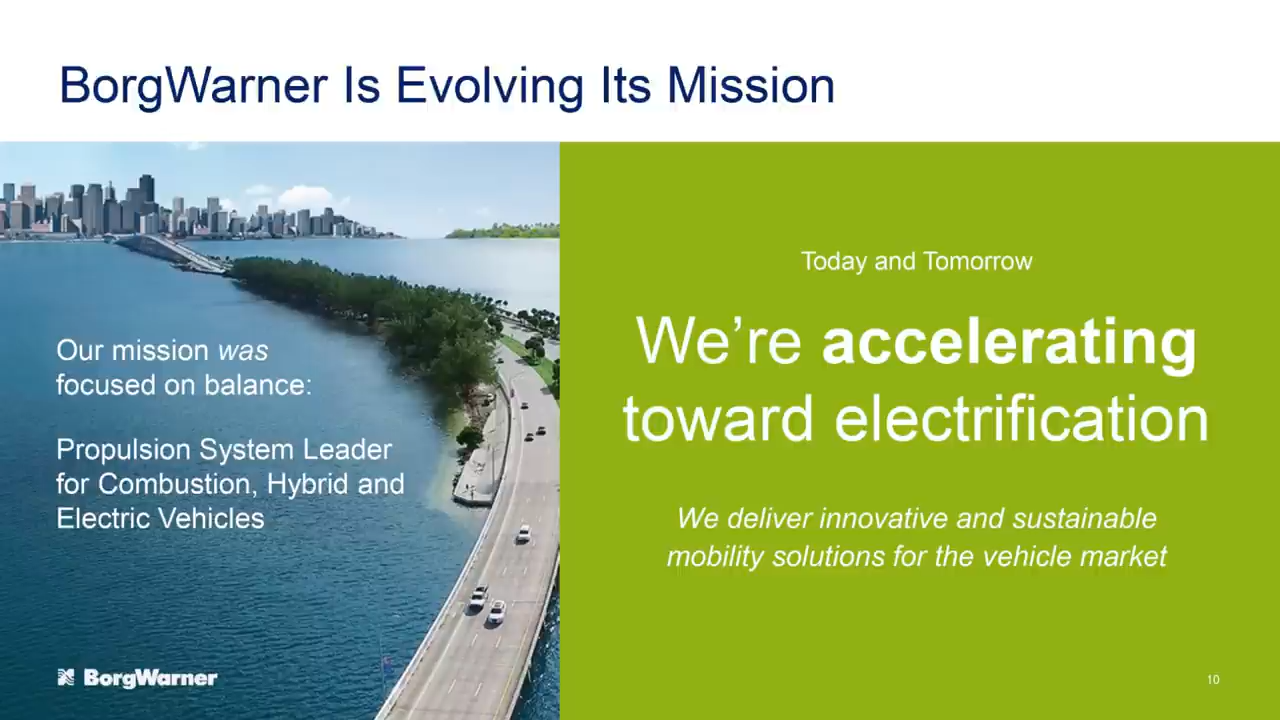 BorgWarner Is Evolving Its Mission
Our mission was
focused on balance:
Propulsion System Leader
for Combustion, Hybrid and
Electric Vehicles
BorgWarner
Today and Tomorrow
We’re accelerating
toward electrification
We deliver innovative and sustainable
mobility solutions for the vehicle market
10